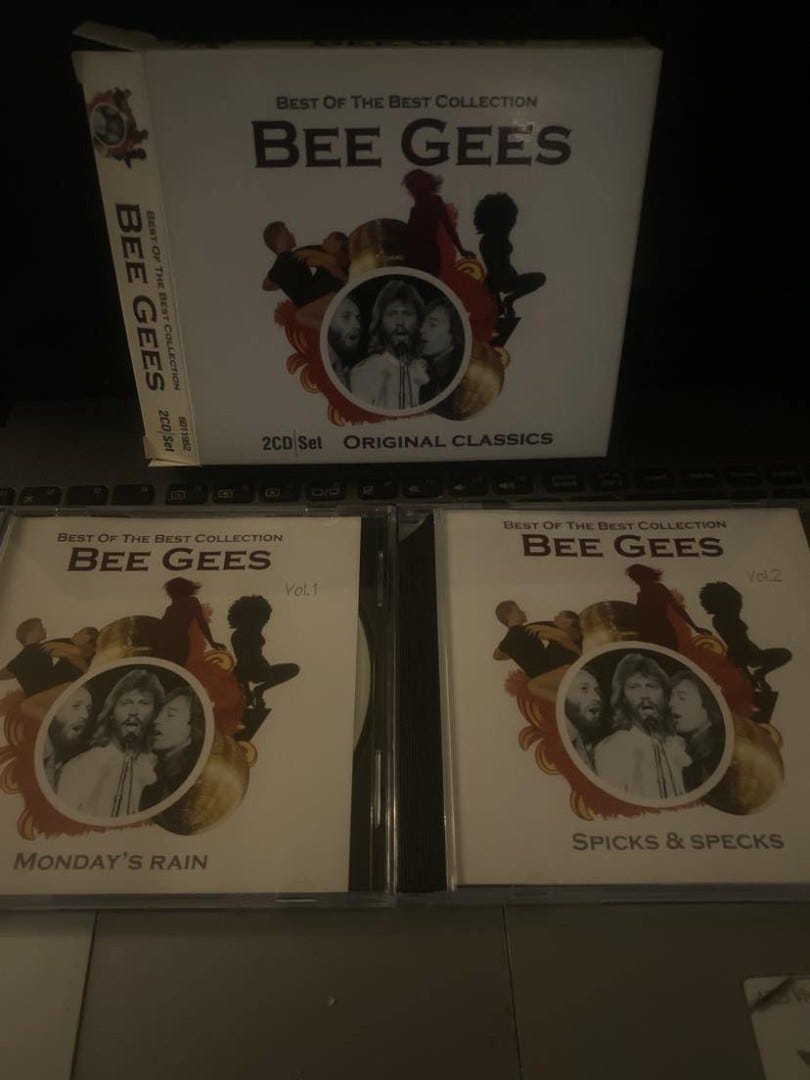 BEST OF THE BEST COLLECTION
BEE GEES
2CD|Set ORIGINAL CLASSICS
BEST OF THE BEST COLLECTION
BEE GEES
6011952
2CD|Set
BEST OF THE BEST COLLECTION
BEE GEES
Vol.1
MONDAY'S RAIN
BEST OF THE BEST COLLECTION
BEE GEES
Vol.2
SPICKS & SPECKS